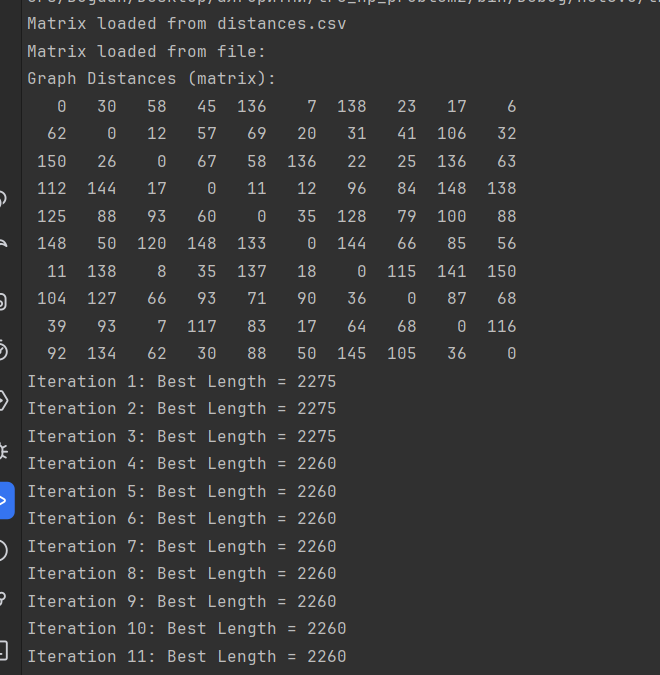 Matrix loaded from distances.csv
Matrix loaded from file:
Graph Distances (matrix):
0 30 58 45 136 7 138 23 17 6
62 0 12 57 69 20 31 41 106 32
150 26 0 67 58 136 22 25 136 63
112 144 17 0 11 12 96 84 148 138
125 88 93 60 0 35 128 79 100 88
148 50 120 148 133 0 144 66 85 56
11 138 8 35 137 18 0 115 141 150
104 127 66 93 71 90 36 0 87 68
39 93 7 117 83 17 64 68 0 116
92 134 62 30 88 50 145 105 36 0
Iteration 1: Best Length = 2275
Iteration 2: Best Length = 2275
Iteration 3: Best Length = 2275
Iteration 4: Best Length = 2260
Iteration 5: Best Length = 2260
Iteration 6: Best Length = 2260
Iteration 7: Best Length = 2260
Iteration 8: Best Length = 2260
Iteration 9: Best Length = 2260
Iteration 10: Best Length = 2260
Iteration 11: Best Length = 2260